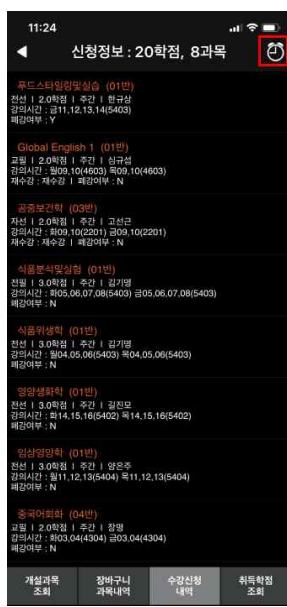 11:24
신청정보 : 20학점, 8과목
푸드스타일링및실습 (01반)
전선 | 2.0학점 | 주간 | 한규상
강의시간 : 금11,12,13,14(5403)
폐강여부 : Y
Global English 1 (01반)
교필 | 2.0학점 | 주간 | 심규섭
강의시간 : 월09,10(4603) 목09,10(4603)
재수강 : 재수강 | 폐강여부 : N
공중보건학 (03반)
자선 | 2.0학점 | 주간 | 고선근
강의시간 : 화09,10(2201) 금09,10(2201)
재수강 : 재수강 | 폐강여부 : N
식품분석및실험 (01반)
전필 | 3.0학점 | 주간 | 김기명
강의시간 : 화05,06,07,08(5403) 금05,06,07,08(5403)
폐강여부 : N
식품위생학 (01반)
전선 | 3.0학점 | 주간 | 김기명
강의시간 : 월04,05,06(5403) 목04,05,06(5403)
폐강여부 : N
영양생화학 (01반)
전선 | 3.0학점 | 주간 | 길진모
강의시간 : 화14,15,16(5402) 목14,15,16(5402)
폐강여부 : N
임상영양학 (01반)
전선 | 3.0학점 | 주간 | 양은주
강의시간 : 월11,12,13(5404) 목11,12,13(5404)
폐강여부 : N
중국어회화 (04반)
교필 | 2.0학점 | 주간 | 장명
강의시간 : 화03,04(4304) 금03,04(4304)
폐강여부 : N
개설과목 조회
장바구니 과목내역
수강신청 내역
취득학점 조회